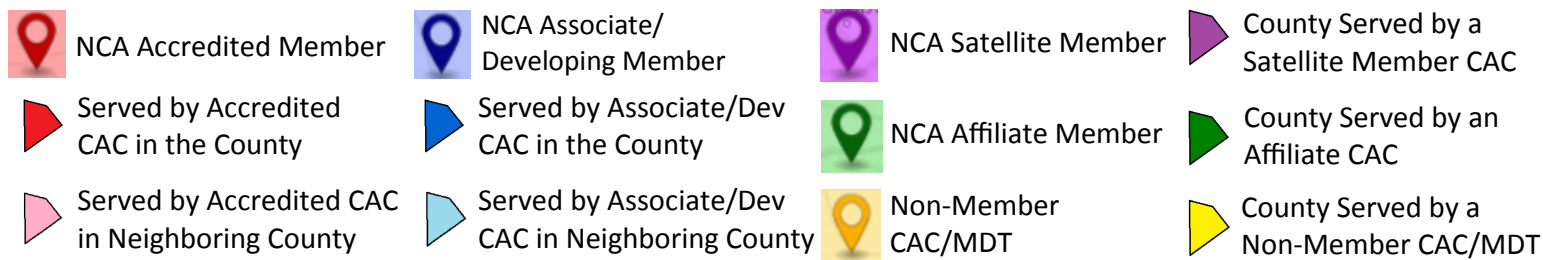 NCA Accredited Member
NCA Associate/
Developing Member
NCA Satellite Member
County Served by a
Satellite Member CAC
Served by Accredited
CAC in the County
Served by Associate/Dev
CAC in the County
NCA Affiliate Member
County Served by an
Affiliate CAC
Served by Accredited CAC
in Neighboring County
Served by Associate/Dev
CAC in Neighboring County
Non-Member
CAC/MDT
County Served by a
Non-Member CAC/MDT